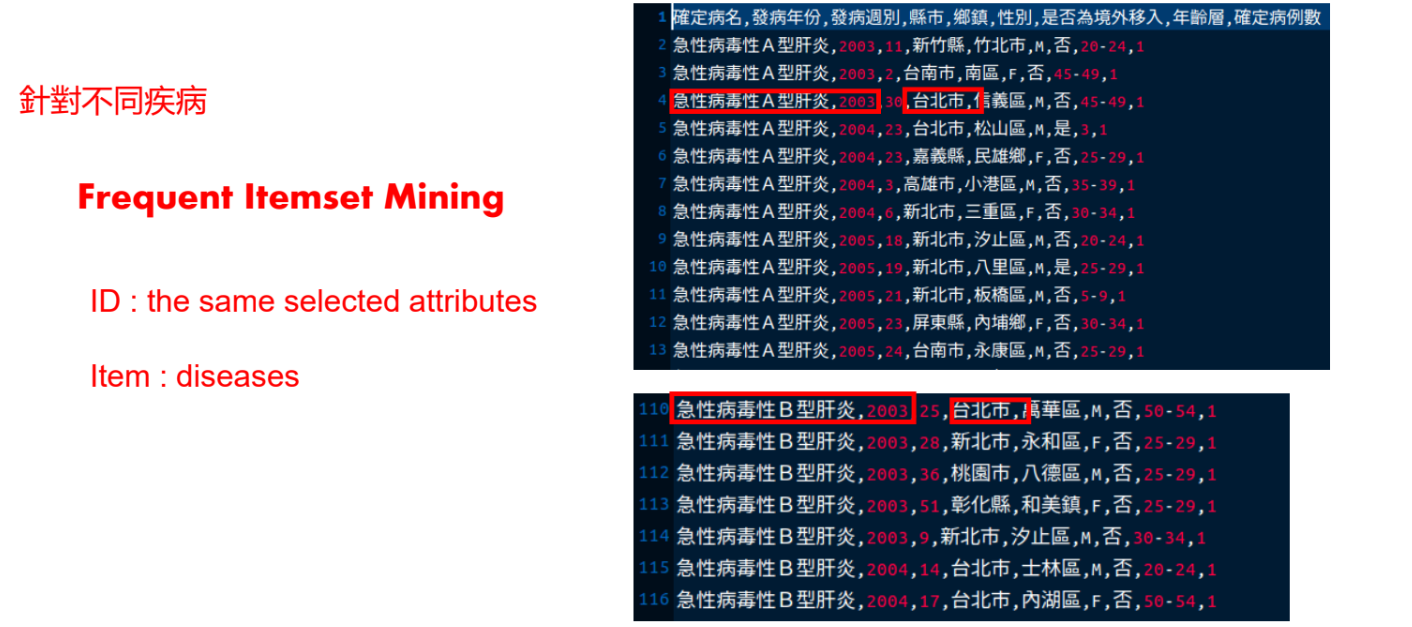 針對不同疾病
Frequent Itemset Mining
ID : the same selected attributes
Item : diseases
1 確定病名,發病年份,發病週別,縣市,鄉鎮,性別,是否為境外移入,年齡層,確定病例數
2 急性病毒性A型肝炎,2003,11,新竹縣,竹北市,M,否,20-24,1
3 急性病毒性A型肝炎,2003,2,台南市,南區,F,否,45-49,1
4 急性病毒性A型肝炎,2003,30,台北市,信義區,M,否,45-49,1
5 急性病毒性A型肝炎,2004,23,台北市,松山區,M,是,3,1
6 急性病毒性A型肝炎,2004,23,嘉義縣,民雄鄉,F,否,25-29,1
7 急性病毒性A型肝炎,2004,3,高雄市,小港區,M,否,35-39,1
8 急性病毒性A型肝炎,2004,6,新北市,三重區,F,否,30-34,1
9 急性病毒性A型肝炎,2005,18,新北市,汐止區,M,否,20-24,1
10 急性病毒性A型肝炎,2005,19,新北市,八里區,M,是,25-29,1
11 急性病毒性A型肝炎,2005,21,新北市,板橋區,M,否,5-9,1
12 急性病毒性A型肝炎,2005,23,屏東縣,內埔鄉,F,否,30-34,1
13 急性病毒性A型肝炎,2005,24,台南市,永康區,M,否,25-29,1
110 急性病毒性B型肝炎,2003,25,台北市,萬華區,M,否,50-54,1
111 急性病毒性B型肝炎,2003,28,新北市,永和區,F,否,25-29,1
112 急性病毒性B型肝炎,2003,36,桃園市,八德區,M,否,25-29,1
113 急性病毒性B型肝炎,2003,51,彰化縣,和美鎮,F,否,25-29,1
114 急性病毒性B型肝炎,2003,9,新北市,汐止區,M,否,30-34,1
115 急性病毒性B型肝炎,2004,14,台北市,士林區,M,否,20-24,1
116 急性病毒性B型肝炎,2004,17,台北市,內湖區,F,否,50-54,1